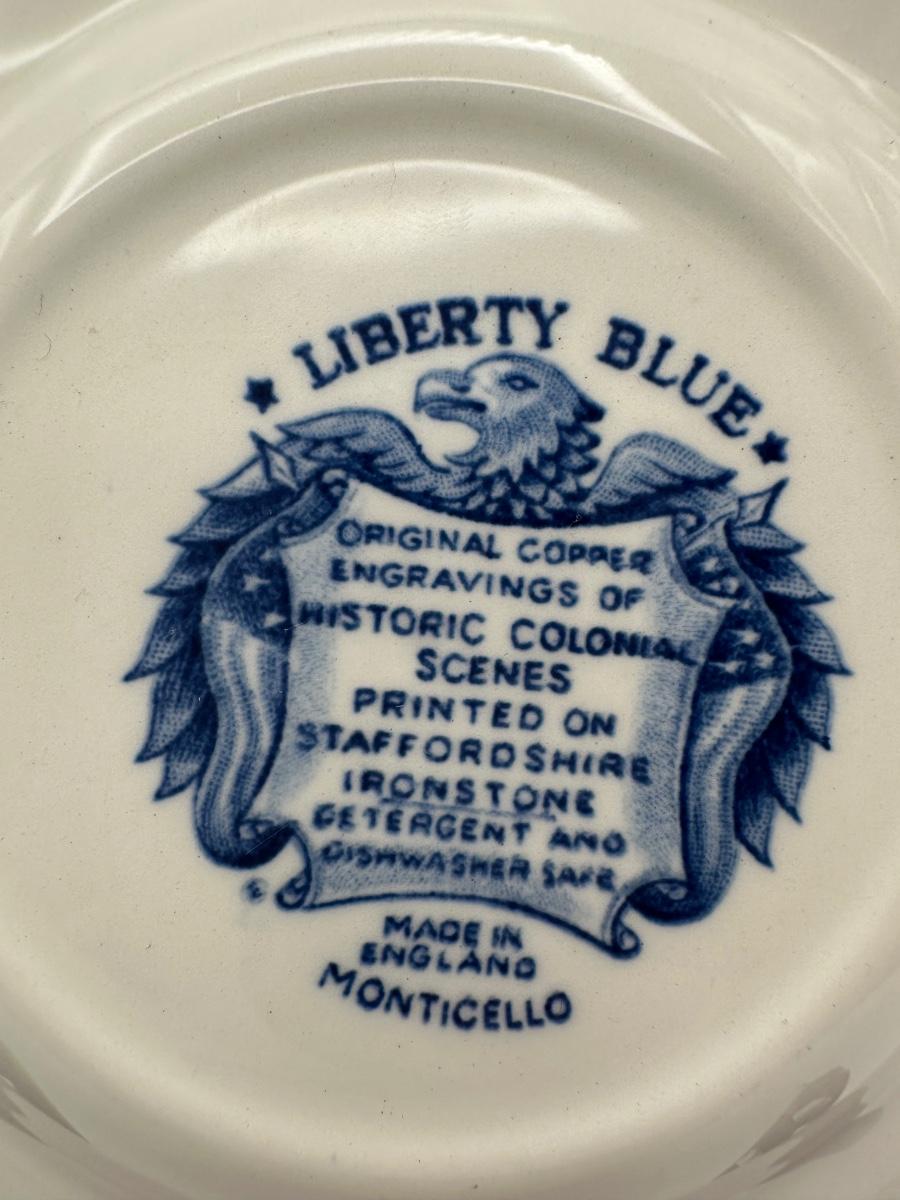 LIBERTY BLUE
ORIGINAL COPPER
ENGRAVINGS OF
HISTORIC COLONIAL
SCENES
PRINTED ON
STAFFORDSHIRE
IRONSTONE
DETERGENT AND
DISHWASHER SAFE
MADE IN
ENGLAND
MONTICELLO